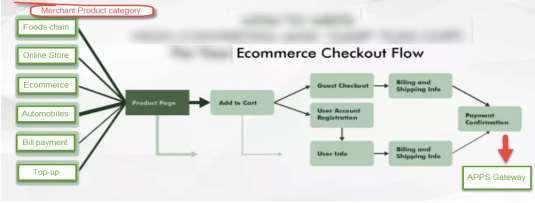 Merchant Product category
Foods chain
Online Store
Ecommerce
Automobiles
Bill payment
Top-up
Ecommerce Checkout Flow
Product Page
Add to Cart
Guest Checkout
User Account
Registration
User Info
Biling and
Shipping Info
Biling and
Shipping Info
Payment
Confirmation
APPS Gateway